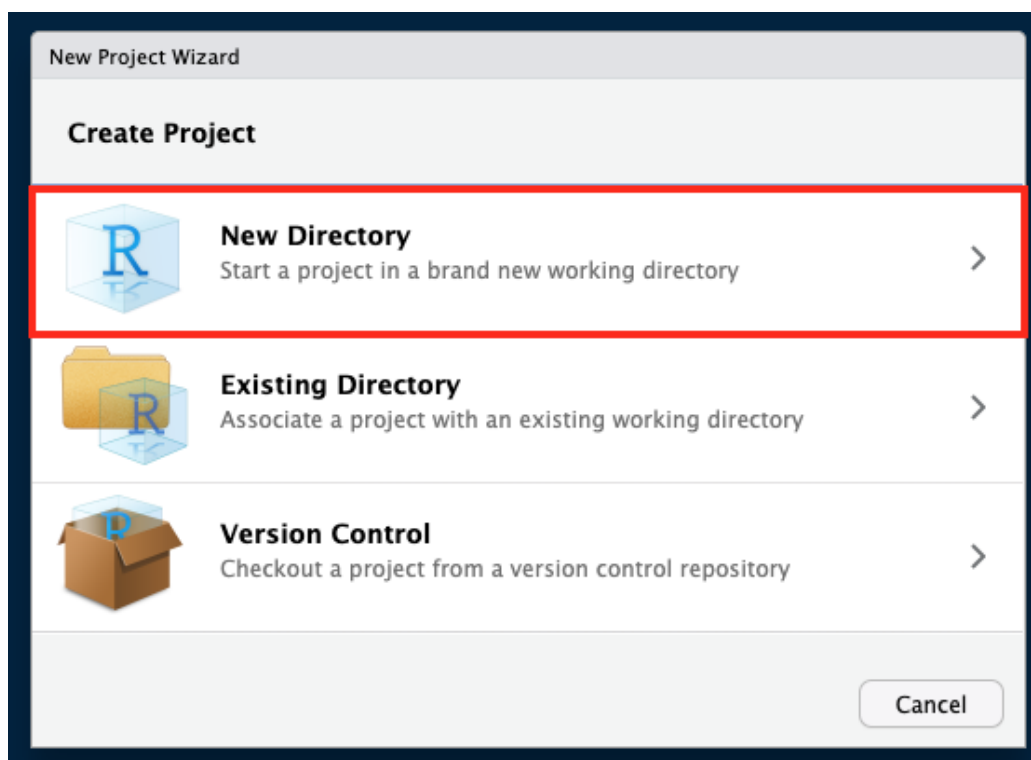 New Project Wizard
Create Project
R
New Directory
Start a project in a brand new working directory
R
Existing Directory
Associate a project with an existing working directory
R
Version Control
Checkout a project from a version control repository
Cancel